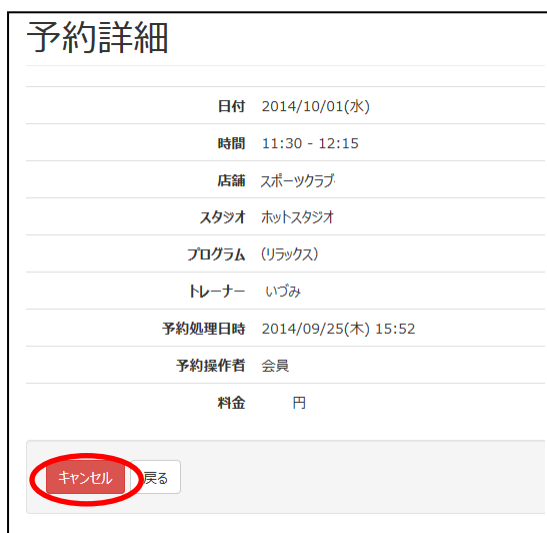 予約詳細
日付 2014/10/01(水)
時間 11:30 - 12:15
店舗 スポーツクラブ
スタジオ ホットスタジオ
プログラム (リラックス)
トレーナー いづみ
予約処理日時 2014/09/25(木) 15:52
予約操作者 会員
料金 円
キャンセル 戻る